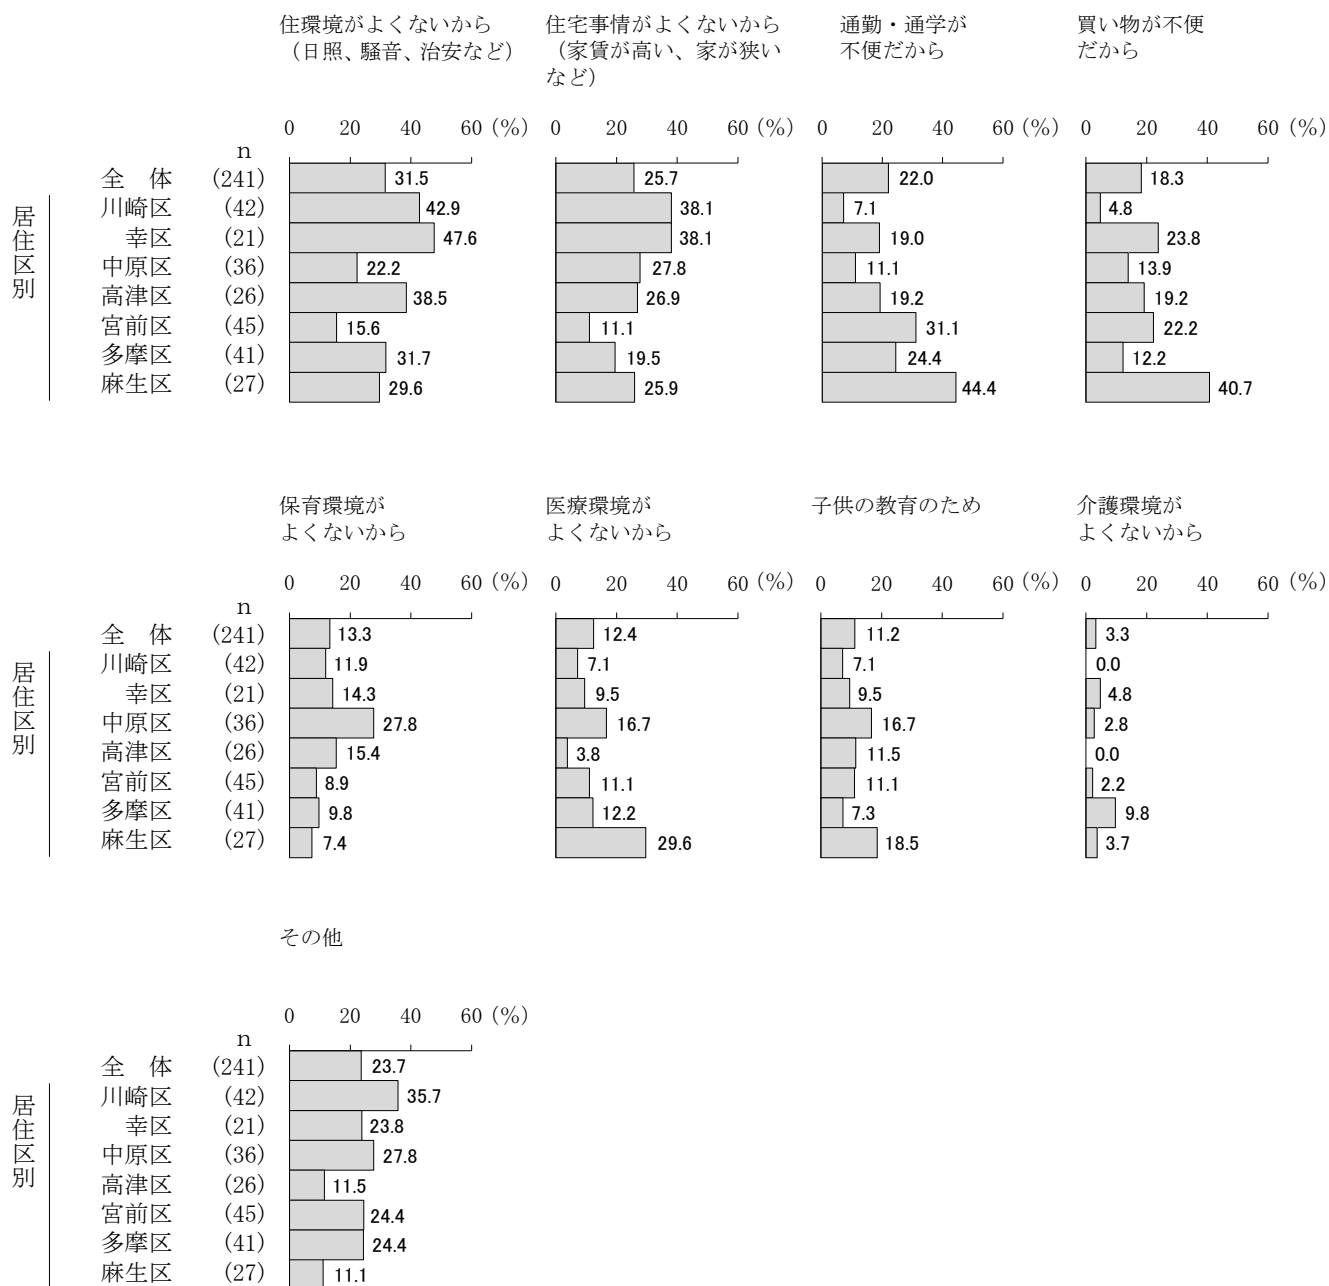 住環境がよくないから 住宅事情がよくないから 通勤・通学が 買い物が不便
（日照、騒音、治安など） （家賃が高い、家が狭い 不便だから だから
など）
0 20 40 60 (%) 0 20 40 60 (%) 0 20 40 60 (%) 0 20 40 60 (%)
n
全 体 (241) 31.5 25.7 22.0 18.3
居住区別
川崎区 (42) 42.9 38.1 7.1 4.8
幸区 (21) 47.6 38.1 19.0 23.8
中原区 (36) 22.2 27.8 11.1 13.9
高津区 (26) 38.5 26.9 19.2 19.2
宮前区 (45) 15.6 11.1 31.1 22.2
多摩区 (41) 31.7 19.5 24.4 12.2
麻生区 (27) 29.6 25.9 44.4 40.7
保育環境が 医療環境が 子供の教育のため 介護環境が
よくないから よくないから よくないから
0 20 40 60 (%) 0 20 40 60 (%) 0 20 40 60 (%) 0 20 40 60 (%)
n
全 体 (241) 13.3 12.4 11.2 3.3
居住区別
川崎区 (42) 11.9 7.1 7.1 0.0
幸区 (21) 14.3 9.5 9.5 4.8
中原区 (36) 27.8 16.7 16.7 2.8
高津区 (26) 15.4 3.8 11.5 0.0
宮前区 (45) 8.9 11.1 11.1 2.2
多摩区 (41) 9.8 12.2 7.3 9.8
麻生区 (27) 7.4 29.6 18.5 3.7
その他
0 20 40 60 (%)
n
全 体 (241) 23.7
居住区別
川崎区 (42) 35.7
幸区 (21) 23.8
中原区 (36) 27.8
高津区 (26) 11.5
宮前区 (45) 24.4
多摩区 (41) 24.4
麻生区 (27) 11.1